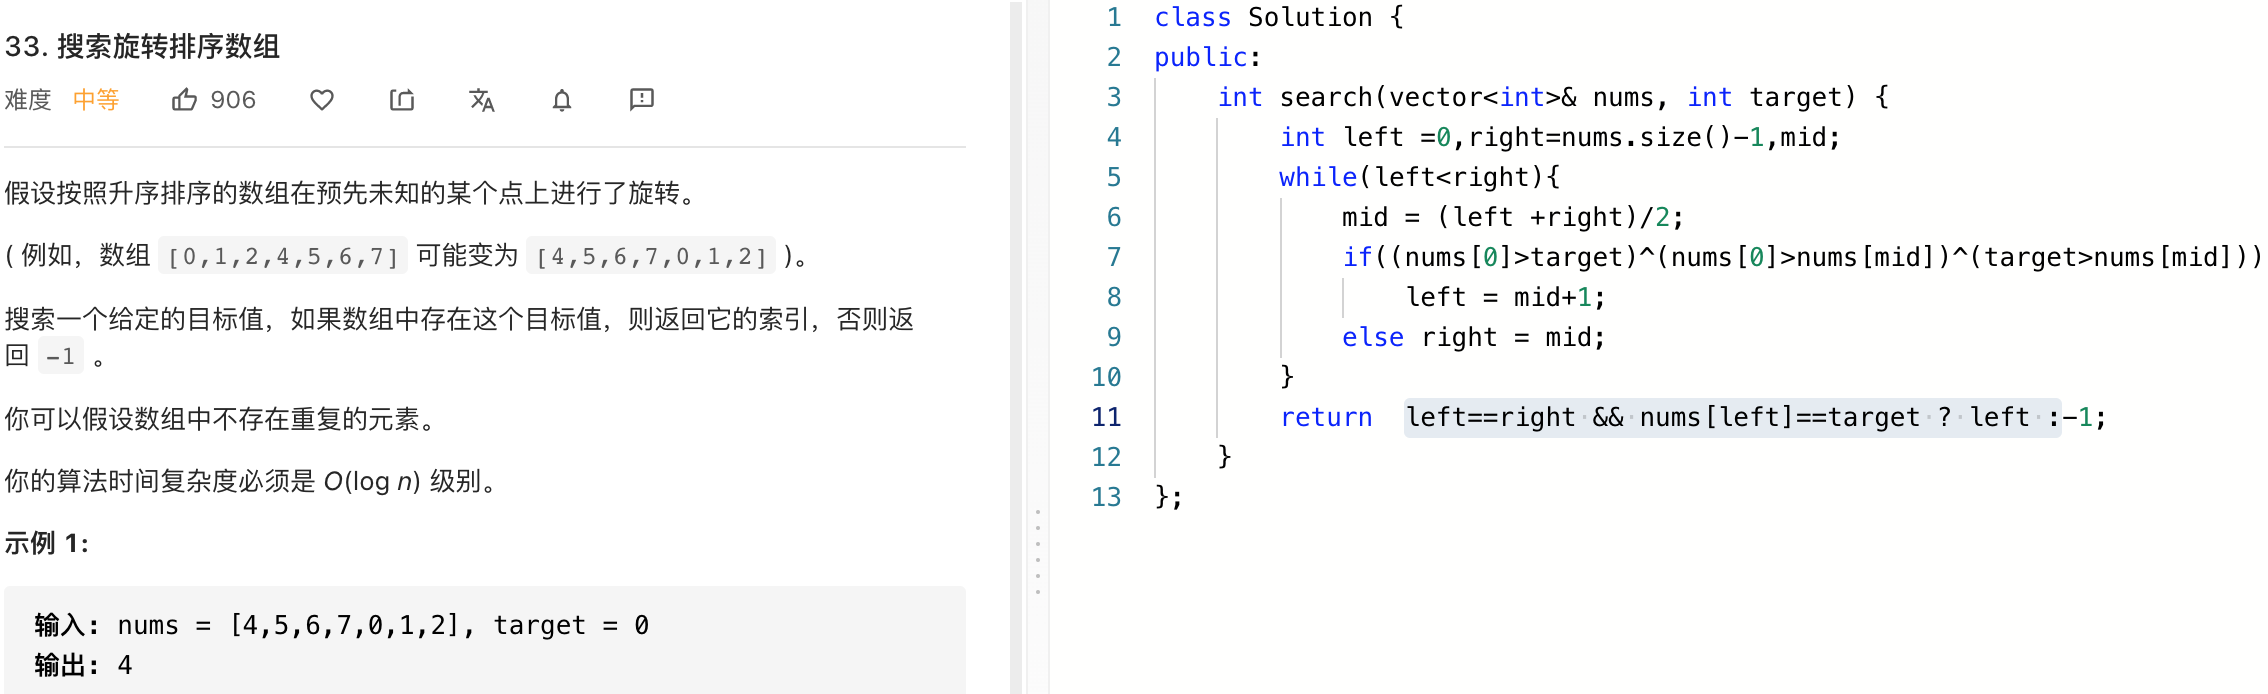 33. 搜索旋转排序数组
难度 中等 906
假设按照升序排序的数组在预先未知的某个点上进行了旋转。
( 例如，数组 [0,1,2,4,5,6,7] 可能变为 [4,5,6,7,0,1,2] )。
搜索一个给定的目标值，如果数组中存在这个目标值，则返回它的索引，否则返
回 -1 。
你可以假设数组中不存在重复的元素。
你的算法时间复杂度必须是 O(log n) 级别。
示例 1:
输入: nums = [4,5,6,7,0,1,2], target = 0
输出: 4
1 class Solution {
2 public:
3 int search(vector<int>& nums, int target) {
4 int left =0,right=nums.size()-1,mid;
5 while(left<right){
6 mid = (left +right)/2;
7 if((nums[0]>target)^(nums[0]>nums[mid])^(target>nums[mid]))
8 left = mid+1;
9 else right = mid;
10 }
11 return  left==right && nums[left]==target ? left :-1;
12 }
13 };